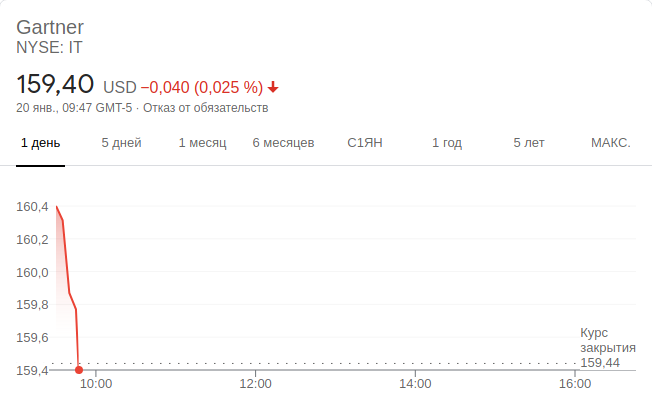 Gartner
NYSE: IT
159,40 USD −0,040 (0,025 %)
20 янв., 09:47 GMT-5 · Отказ от обязательств
1 день 5 дней 1 месяц 6 месяцев С1ЯН 1 год 5 лет МАКС.
160,4
160,2
160,0
159,8
159,6
Курс
закрытия
159,44
159,4
10:00 12:00 14:00 16:00